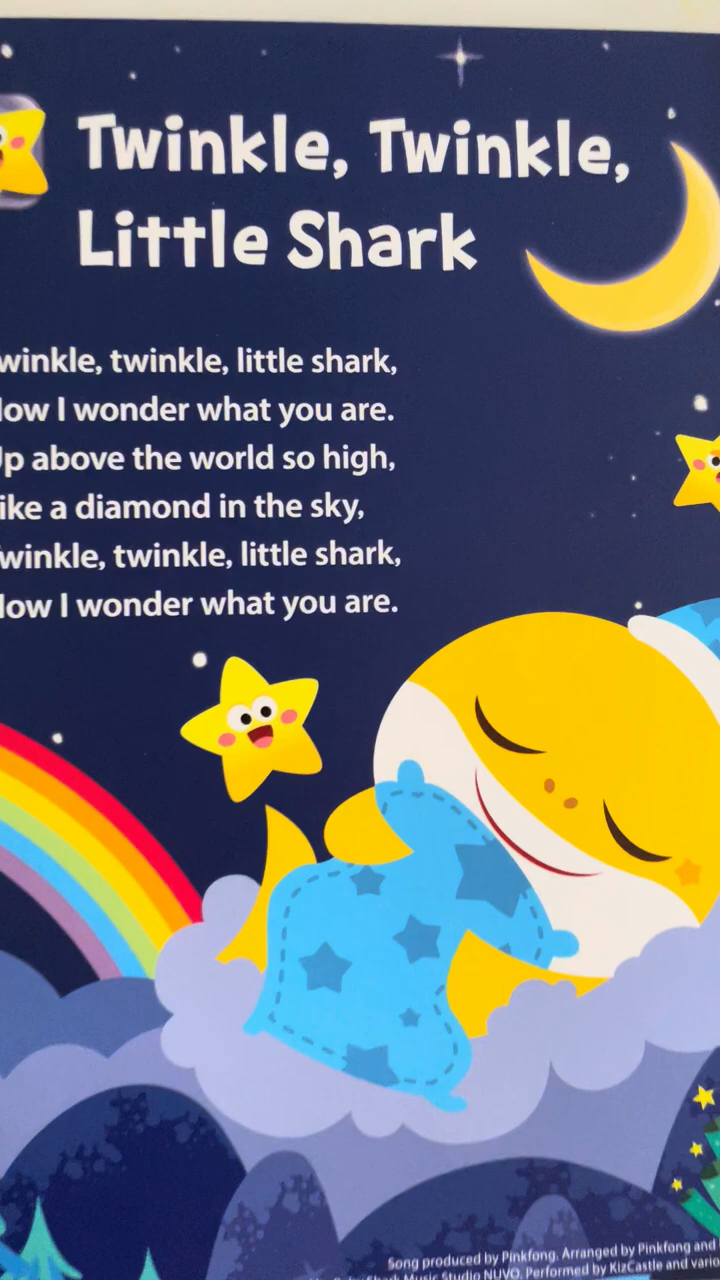 Twinkle, Twinkle,
Little Shark
winkle, twinkle, little shark,
low I wonder what you are.
p above the world so high,
ike a diamond in the sky,
winkle, twinkle, little shark,
low I wonder what you are.
Song produced by Pinkfong. Arranged by Pinkfong and
Shark Music Studio NUVO. Performed by KizCastle and vario